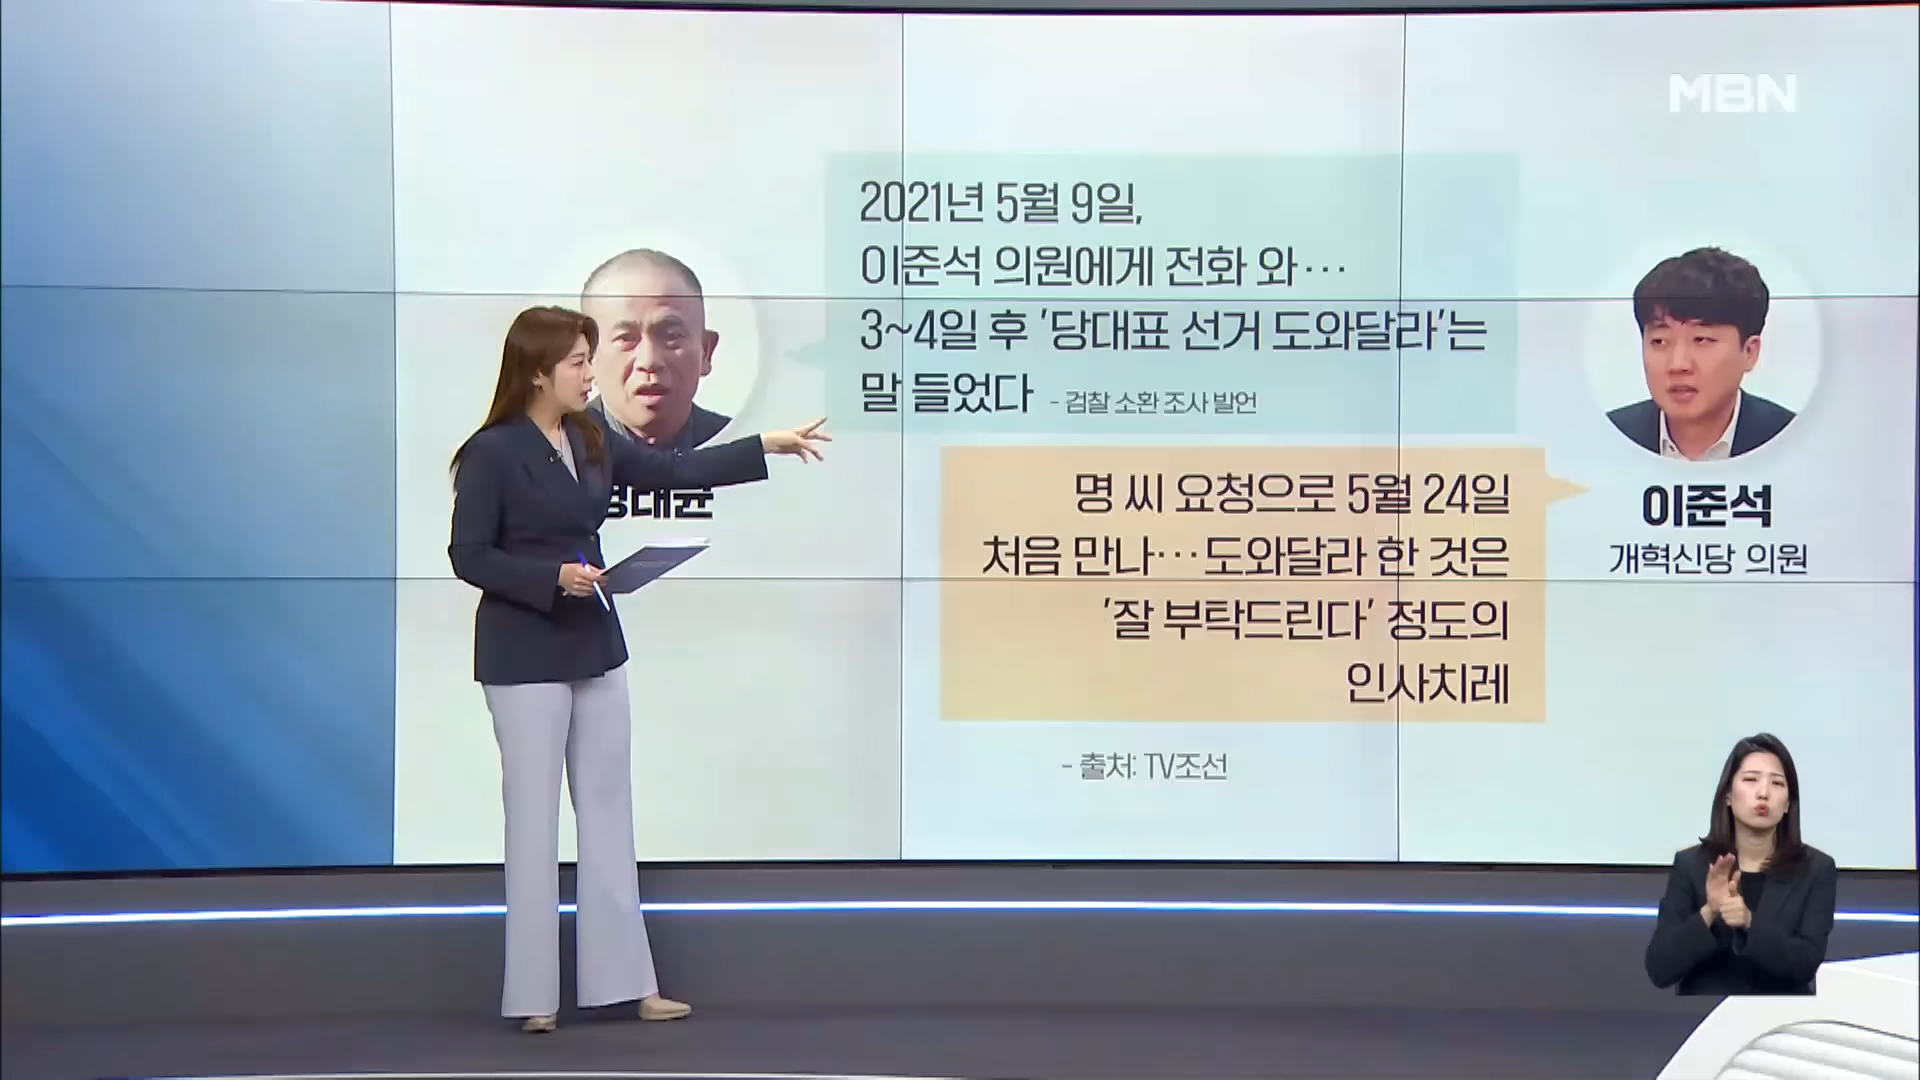 MBN
2021년 5월 9일,
이준석 의원에게 전화 와…
3~4일 후 '당대표 선거 도와달라'는
말 들었다 - 검찰 소환 조사 발언
명태균
명 씨 요청으로 5월 24일
처음 만나…도와달라 한 것은
'잘 부탁드린다' 정도의
인사치레
이준석
개혁신당 의원
- 출처: TV조선